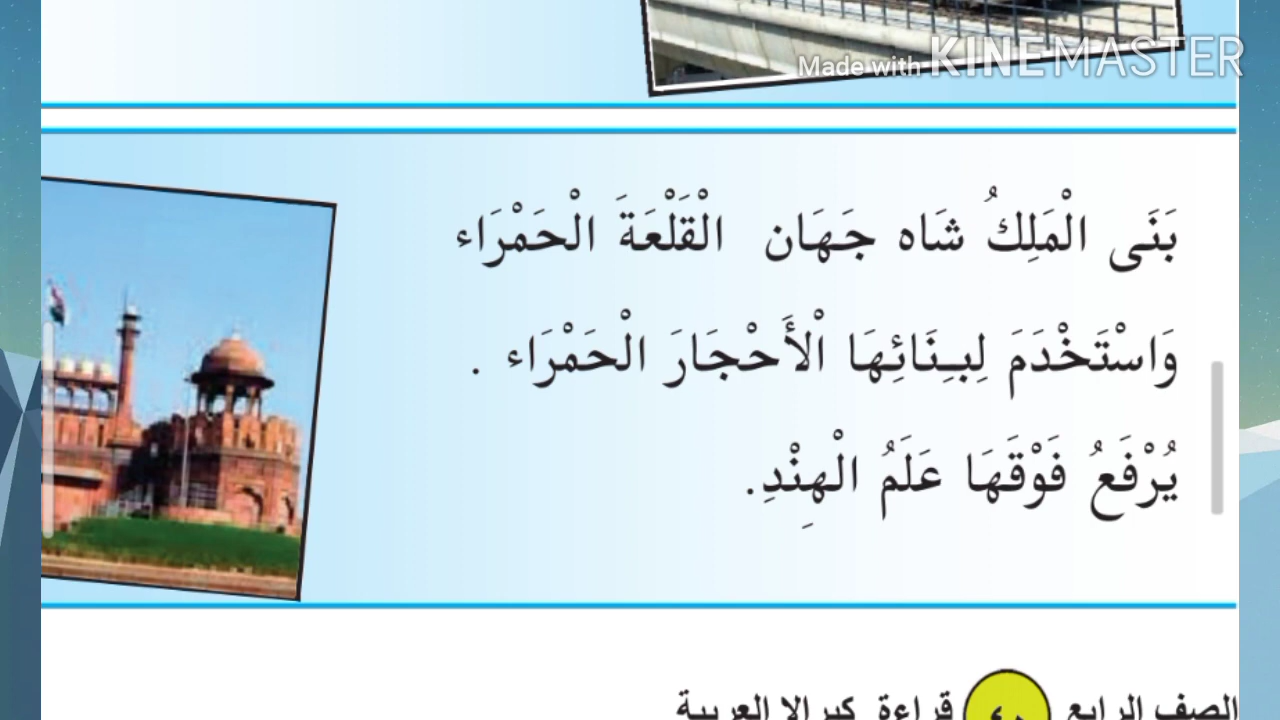 Made with KINEMASTER
بَنَى الْمَلِكُ شَاه جَهَان الْقَلْعَةَ الْحَمْرَاء
وَاسْتَخْدَمَ لِبِنَائِهَا الْأَحْجَارَ الْحَمْرَاء .
يُرْفَعُ فَوْقَهَا عَلَمُ الْهِنْدِ.
الصف الرابع قراءة كيرالا العربية